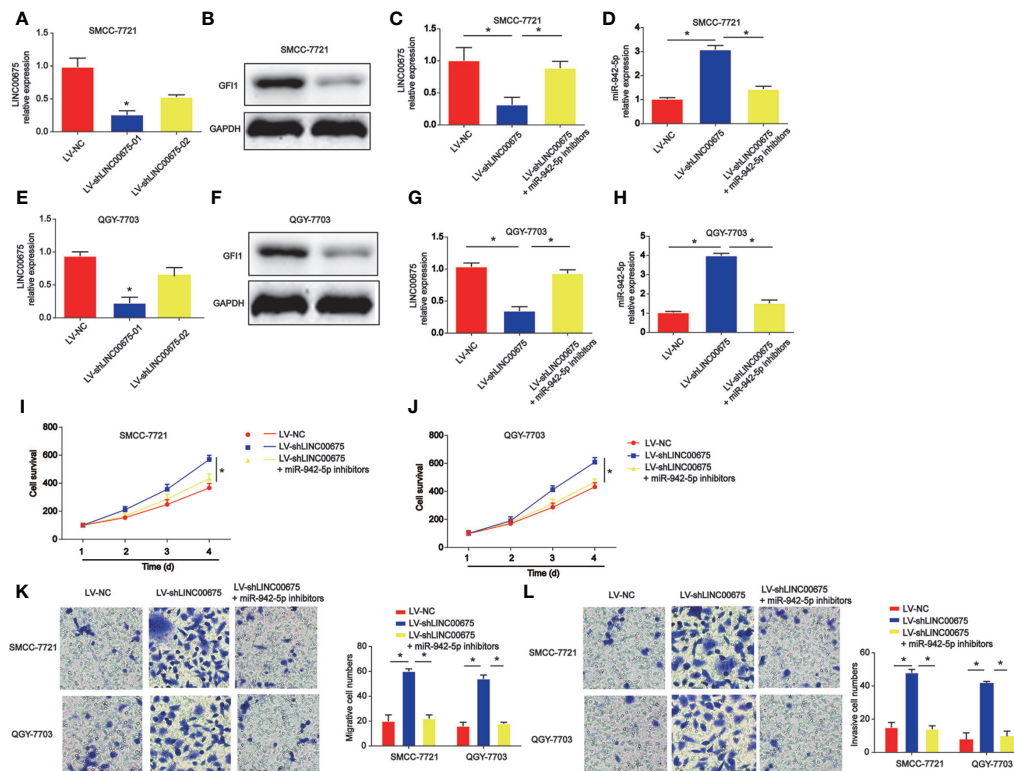 A
SMCC-7721
LINC00675
relative expression
1.5
1.0
0.5
0.0
*
LV-NC
LV-shLINC00675-01
LV-shLINC00675-02
B
SMCC-7721
GFI1
GAPDH
C
SMCC-7721
LINC00675
relative expression
1.5
1.0
0.5
0.0
*
*
LV-NC
LV-shLINC00675
LV-shLINC00675
+ miR-942-5p inhibitors
D
miR-942-5p
relative expression
4
3
2
1
0
*
*
LV-NC
LV-shLINC00675
LV-shLINC00675
+ miR-942-5p inhibitors
E
QGY-7703
LINC00675
relative expression
1.5
1.0
0.5
0.0
*
LV-NC
LV-shLINC00675-01
LV-shLINC00675-02
F
QGY-7703
GFI1
GAPDH
G
QGY-7703
LINC00675
relative expression
1.5
1.0
0.5
0.0
*
*
LV-NC
LV-shLINC00675
LV-shLINC00675
+ miR-942-5p inhibitors
H
QGY-7703
miR-942-5p
relative expression
5
4
3
2
1
0
*
*
LV-NC
LV-shLINC00675
LV-shLINC00675
+ miR-942-5p inhibitors
I
SMCC-7721
Cell survival
800
600
400
200
0
1 2 3 4
Time (d)
*
LV-NC
LV-shLINC00675
LV-shLINC00675
+ miR-942-5p inhibitors
J
QGY-7703
Cell survival
800
600
400
200
0
1 2 3 4
Time (d)
*
LV-NC
LV-shLINC00675
LV-shLINC00675
+ miR-942-5p inhibitors
K
LV-NC
LV-shLINC00675
LV-shLINC00675
+ miR-942-5p inhibitors
SMCC-7721
QGY-7703
LV-NC
LV-shLINC00675
LV-shLINC00675
+ miR-942-5p inhibitors
Migrative cell numbers
80
60
40
20
0
* *
* *
SMCC-7721 QGY-7703
L
LV-NC
LV-shLINC00675
LV-shLINC00675
+ miR-942-5p inhibitors
SMCC-7721
QGY-7703
LV-NC
LV-shLINC00675
LV-shLINC00675
+ miR-942-5p inhibitors
Invasive cell numbers
60
40
20
0
* *
* *
SMCC-7721 QGY-7703